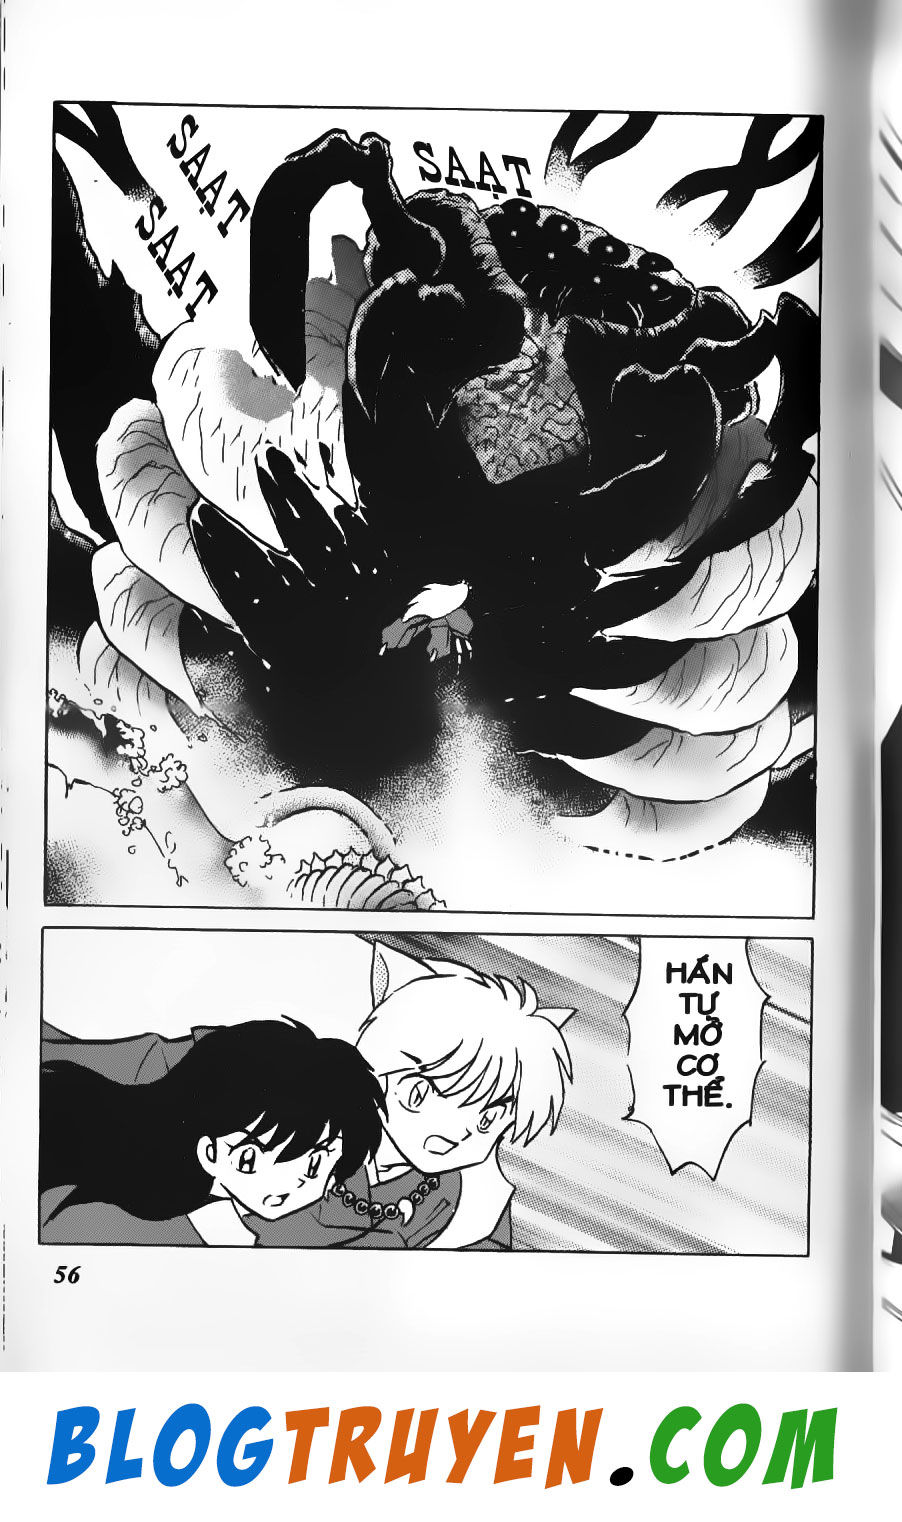 SAẠT
SAẠT
SAẠT
HẮN
TỰ
MỞ
CƠ
THỂ.
56
BLOGTRUYEN.COM